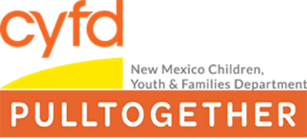 cyfd
New Mexico Children,
Youth & Families Department
PULLTOGETHER